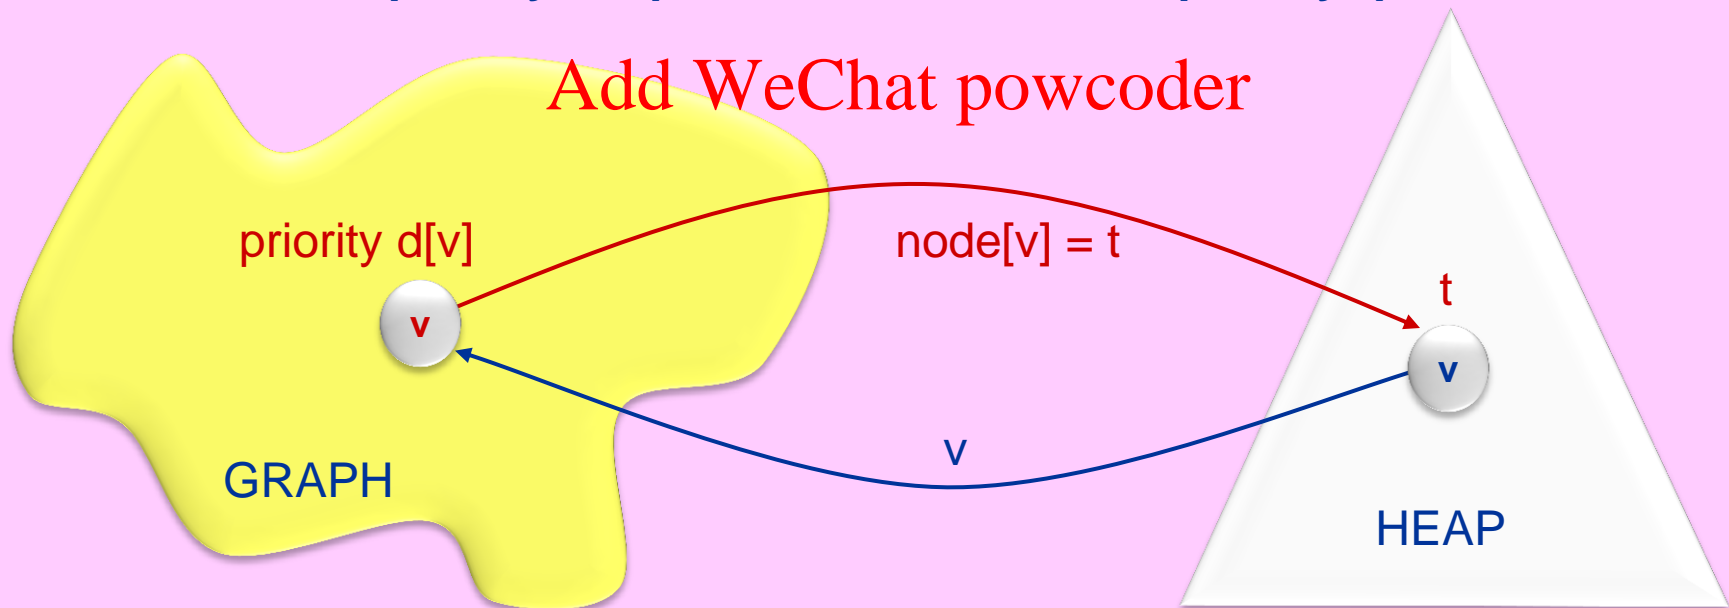 Add WeChat powcoder
priority d[v]
node[v] = t
t
v
v
v
GRAPH
HEAP